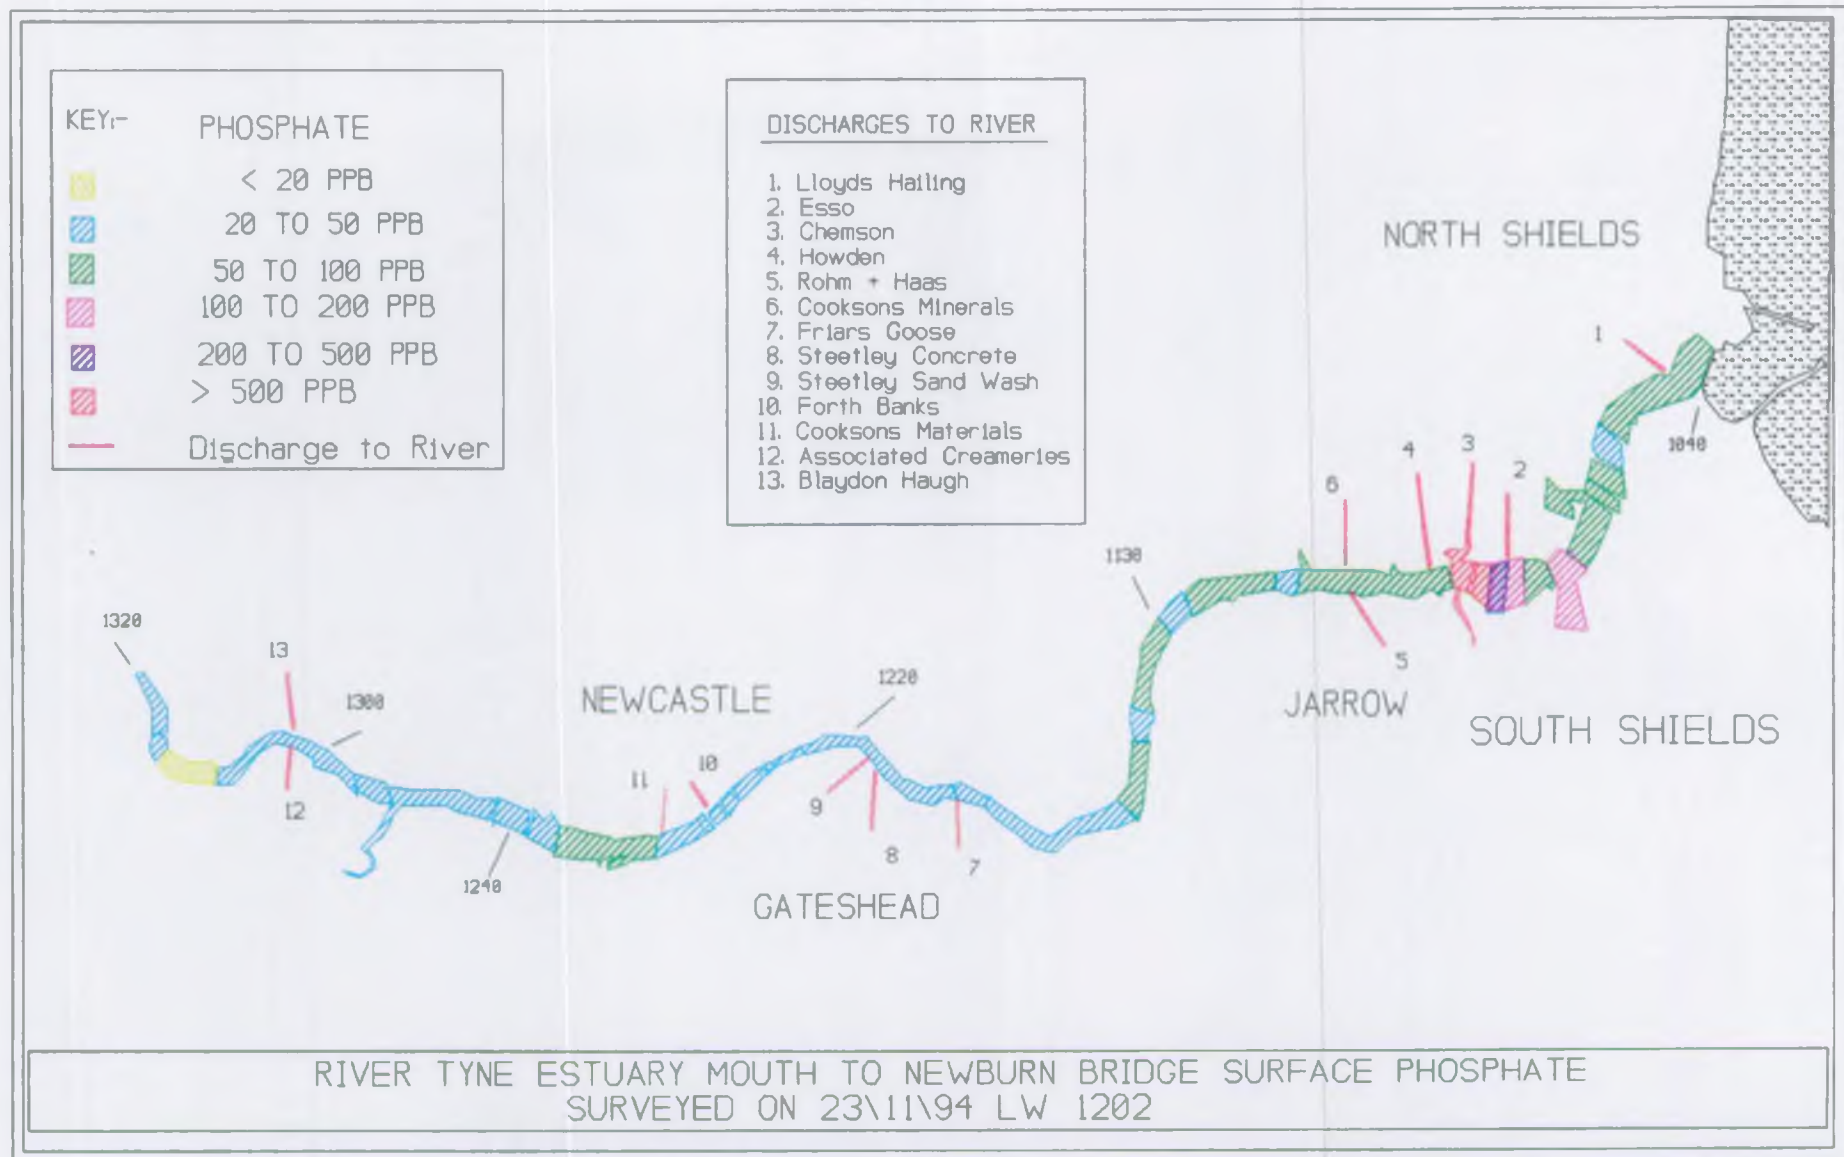 KEY:-
PHOSPHATE
< 20 PPB
20 TO 50 PPB
50 TO 100 PPB
100 TO 200 PPB
200 TO 500 PPB
> 500 PPB
Discharge to River
DISCHARGES TO RIVER
1. Lloyds Hailing
2. Esso
3. Chemson
4. Howden
5. Rohm + Haas
6. Cooksons Minerals
7. Friars Goose
8. Steetley Concrete
9. Steetley Sand Wash
10. Forth Banks
11. Cooksons Materials
12. Associated Creameries
13. Blaydon Haugh
NORTH SHIELDS
1
1040
2
3
4
6
5
1130
JARROW
SOUTH SHIELDS
1320
13
1300
12
NEWCASTLE
1220
11
10
9
8
7
1240
GATESHEAD
RIVER TYNE ESTUARY MOUTH TO NEWBURN BRIDGE SURFACE PHOSPHATE
SURVEYED ON 23\11\94 LW 1202